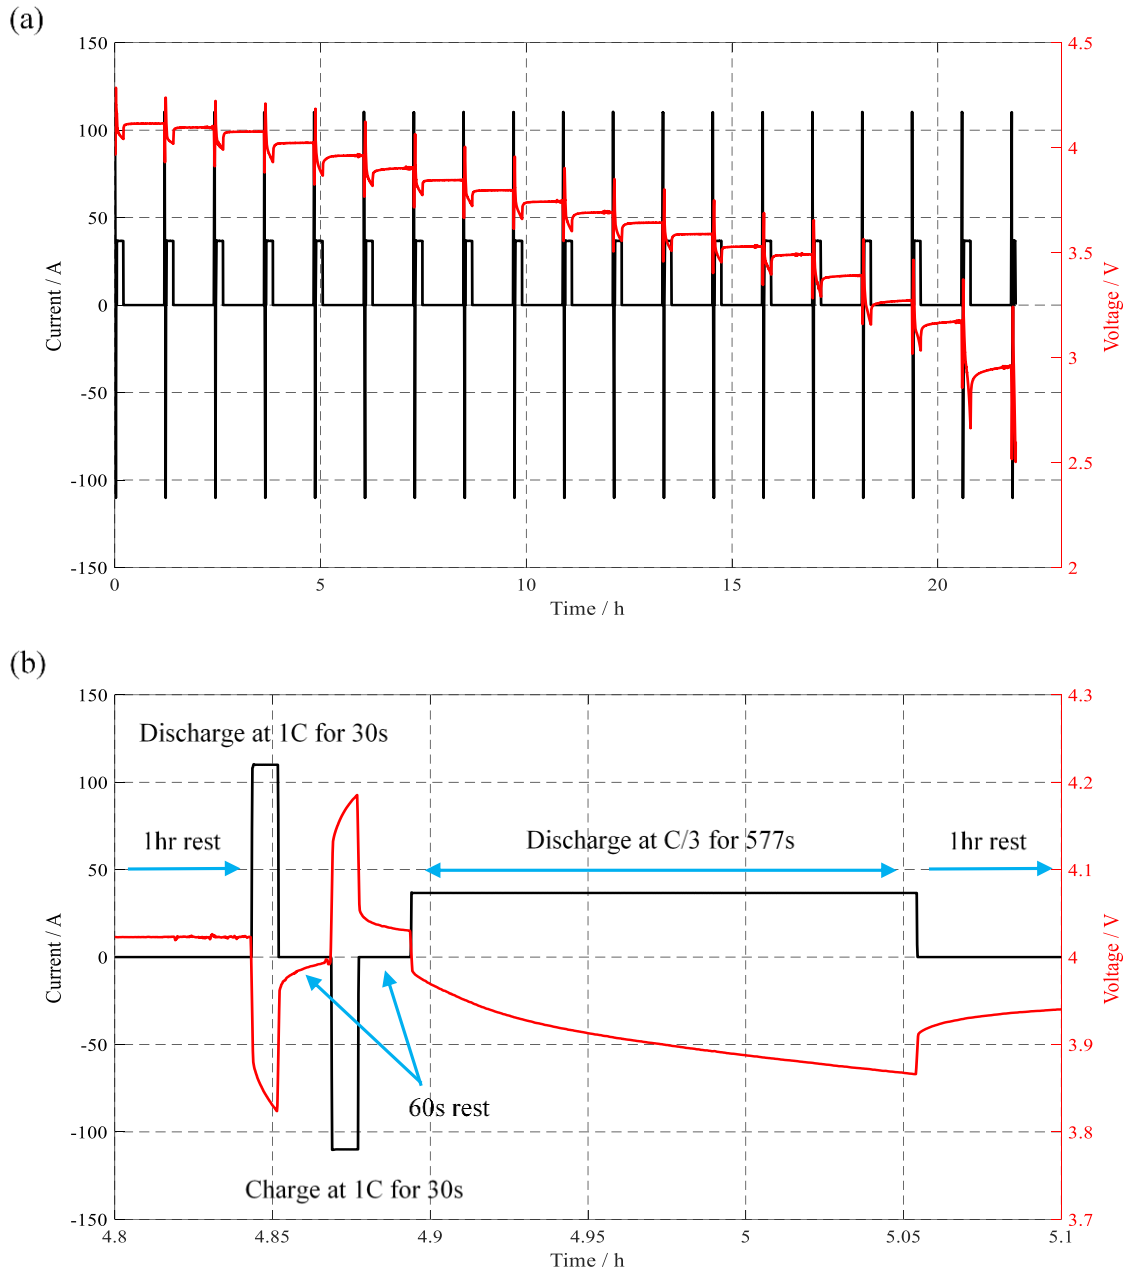 (a)
150
100
50
0
-50
-100
-150
Current / A
4.5
4
3.5
3
2.5
2
Voltage / V
0
5
10
15
20
Time / h
(b)
150
100
50
0
-50
-100
-150
Current / A
4.3
4.2
4.1
4
3.9
3.8
3.7
Voltage / V
Discharge at 1C for 30s
1hr rest
Discharge at C/3 for 577s
1hr rest
60s rest
Charge at 1C for 30s
4.8
4.85
4.9
4.95
5
5.05
5.1
Time / h